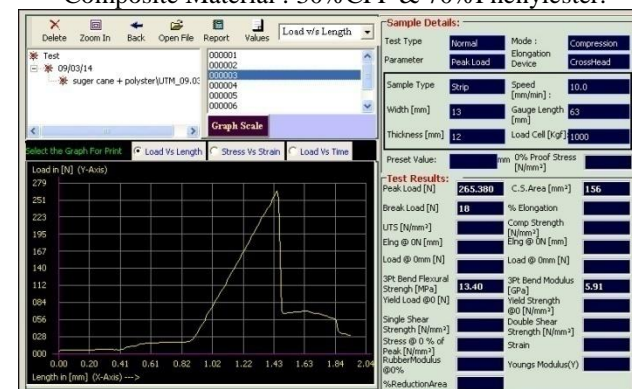 Composite Material : 30%CPF & 70%Phenylester.
Delete Zoom In Back Open File Report Values Load v/s Length
Test
09/03/14
suger cane + polyster\UTM_09.03
000001
000002
000003
000004
000005
000006
Graph Scale
Select the Graph For Print Load Vs Length Stress Vs Strain Load Vs Time
Load in [N] (Y-Axis)
279
251
223
195
167
140
112
084
056
028
000
0.00 0.20 0.41 0.61 0.82 1.02 1.22 1.43 1.63 1.84 2.04
Length in [mm] (X-Axis) --->
Sample Details:
Test Type Normal Mode : Compression
Parameter Peak Load Elongation Device CrossHead
Sample Type Strip Speed [mm/min] : 10.0
Width [mm] 13 Gauge Length [mm] 63
Thickness [mm] 12 Load Cell [Kgf] 1000
Preset Value: mm 0% Proof Stress [N/mm²]
Test Results:
Peak Load [N] 265.380 C.S.Area [mm²] 156
Break Load [N] 18 % Elongation
UTS [N/mm²] Comp Strength [N/mm²]
Elng @ 0N [mm] Elng @ 0N [mm]
Load @ 0mm [N] Load @ 0mm [N]
3Pt Bend Flexural Strengh [MPa] 13.40 3Pt Bend Modulus [GPa] 5.91
Yield Load @0 [N] Yield Strength @0 [N/mm²]
Single Shear Strength [N/mm²] Double Shear Strength [N/mm²]
Stress @ 0 % of Peak [N/mm²] Strain
RubberModulus @0% Youngs Modulus(Y)
%ReductionArea